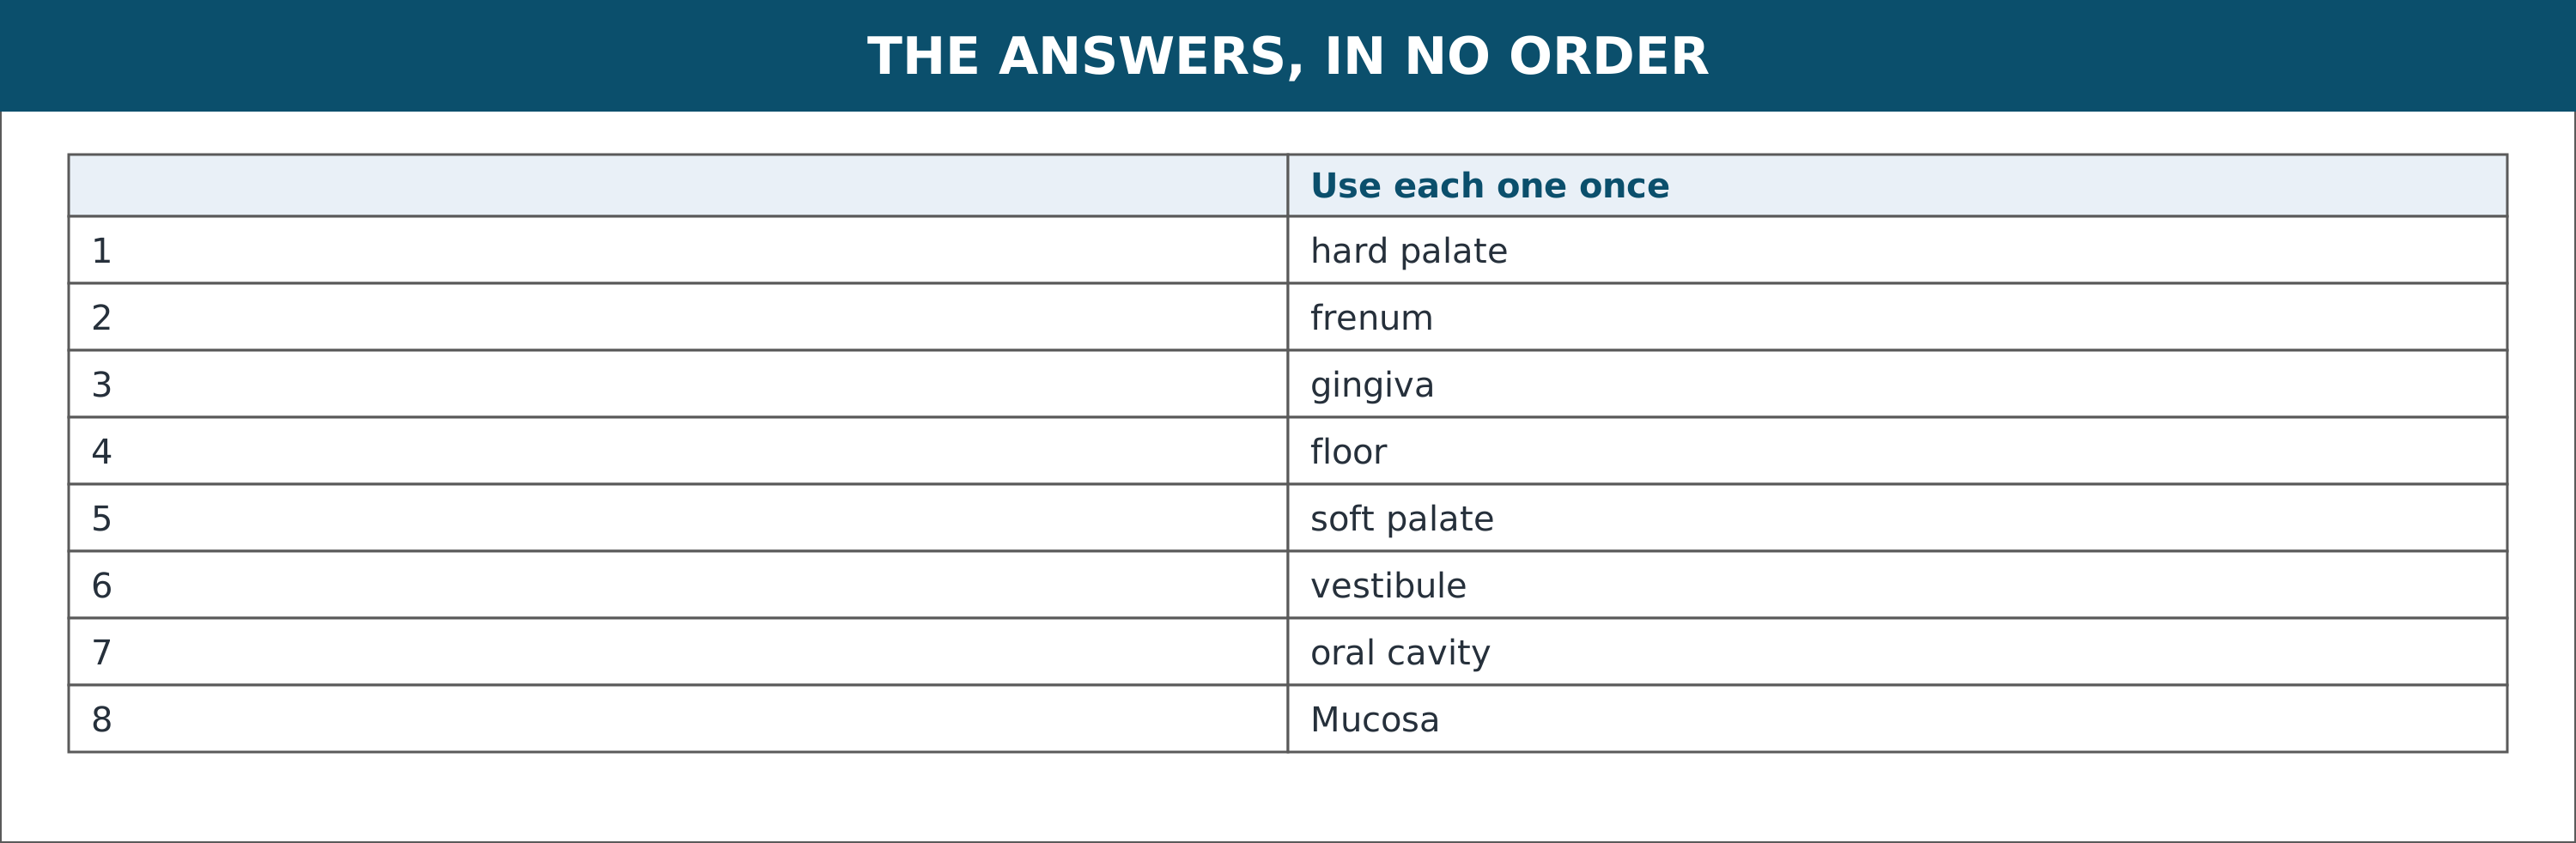 THE ANSWERS, IN NO ORDER
Use each one once
1 hard palate
2 frenum
3 gingiva
4 floor
5 soft palate
6 vestibule
7 oral cavity
8 Mucosa